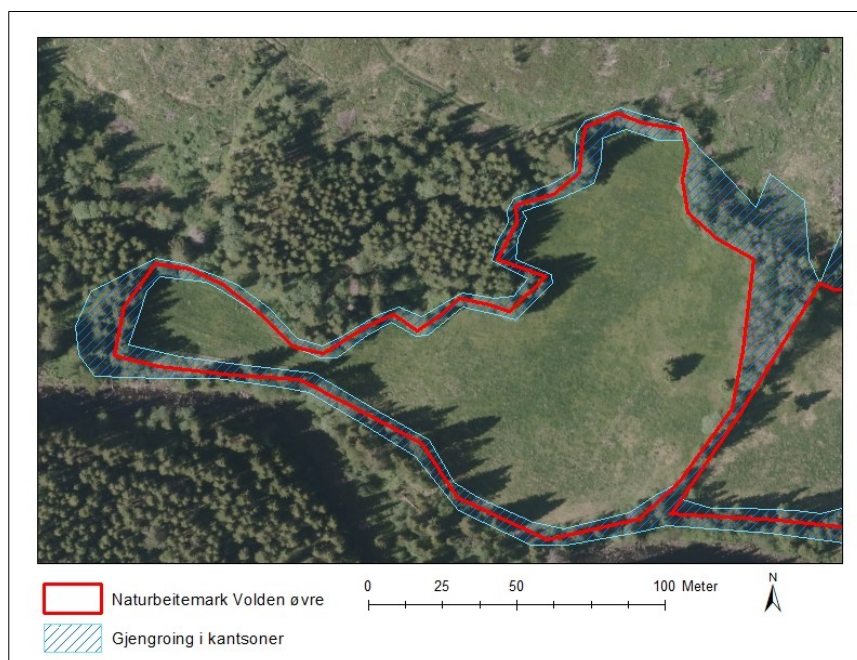 Naturbeitemark Volden øvre
Gjengroing i kantsoner
0 25 50 100 Meter
N